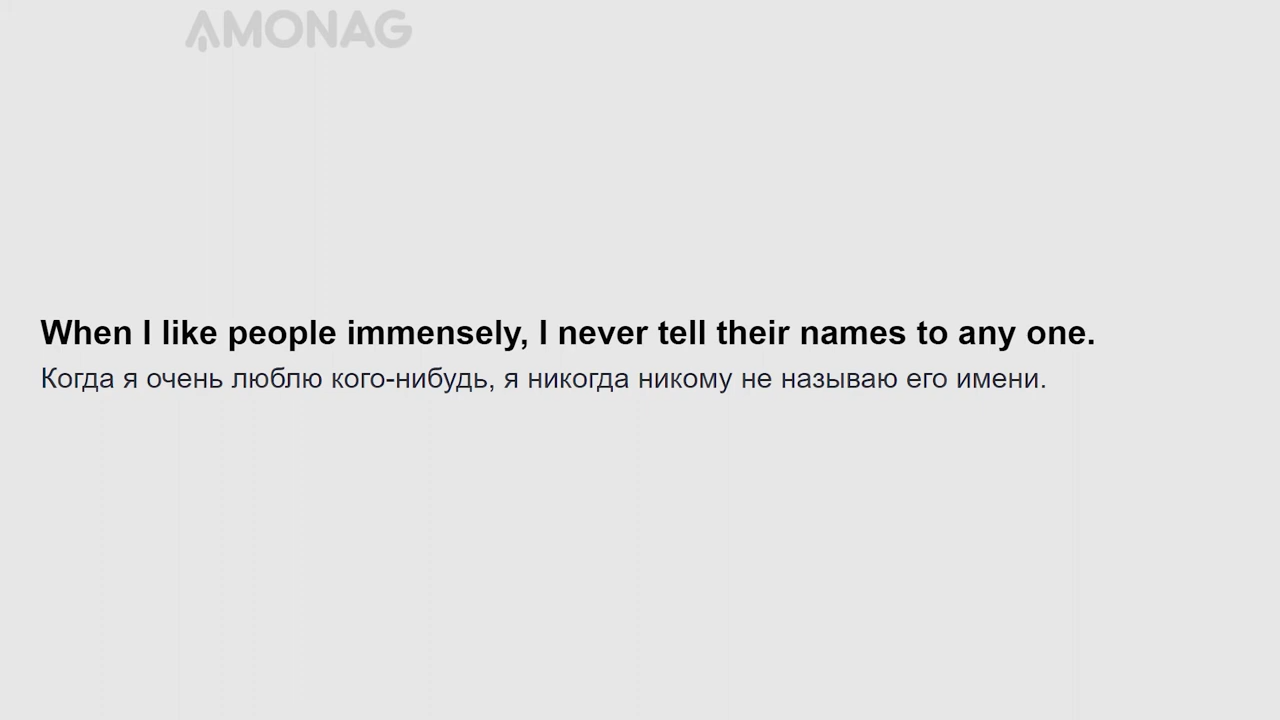 AMONAG
When I like people immensely, I never tell their names to any one.
Когда я очень люблю кого-нибудь, я никогда никому не называю его имени.